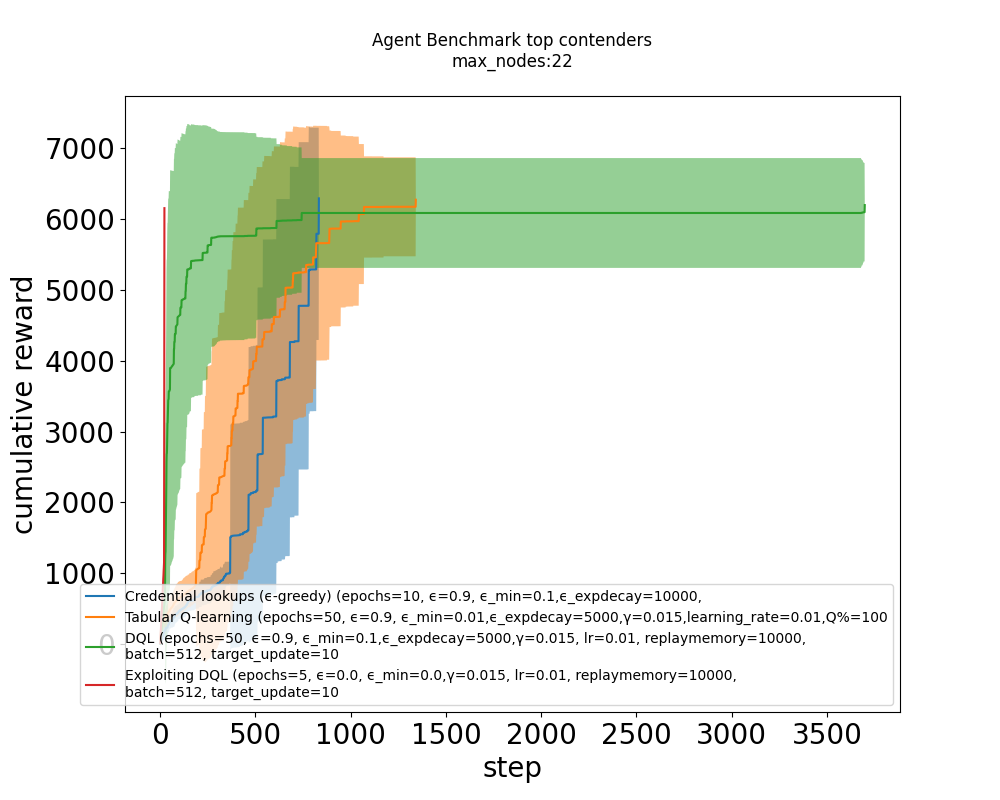 Agent Benchmark top contenders
max_nodes:22
7000
6000
5000
4000
3000
2000
1000
0
cumulative reward
Credential lookups (ϵ-greedy) (epochs=10, ϵ=0.9, ϵ_min=0.1,ϵ_expdecay=10000,
Tabular Q-learning (epochs=50, ϵ=0.9, ϵ_min=0.01,ϵ_expdecay=5000,γ=0.015,learning_rate=0.01,Q%=100
DQL (epochs=50, ϵ=0.9, ϵ_min=0.1,ϵ_expdecay=5000,γ=0.015, lr=0.01, replaymemory=10000,
batch=512, target_update=10
Exploiting DQL (epochs=5, ϵ=0.0, ϵ_min=0.0,γ=0.015, lr=0.01, replaymemory=10000,
batch=512, target_update=10
0 500 1000 1500 2000 2500 3000 3500
step